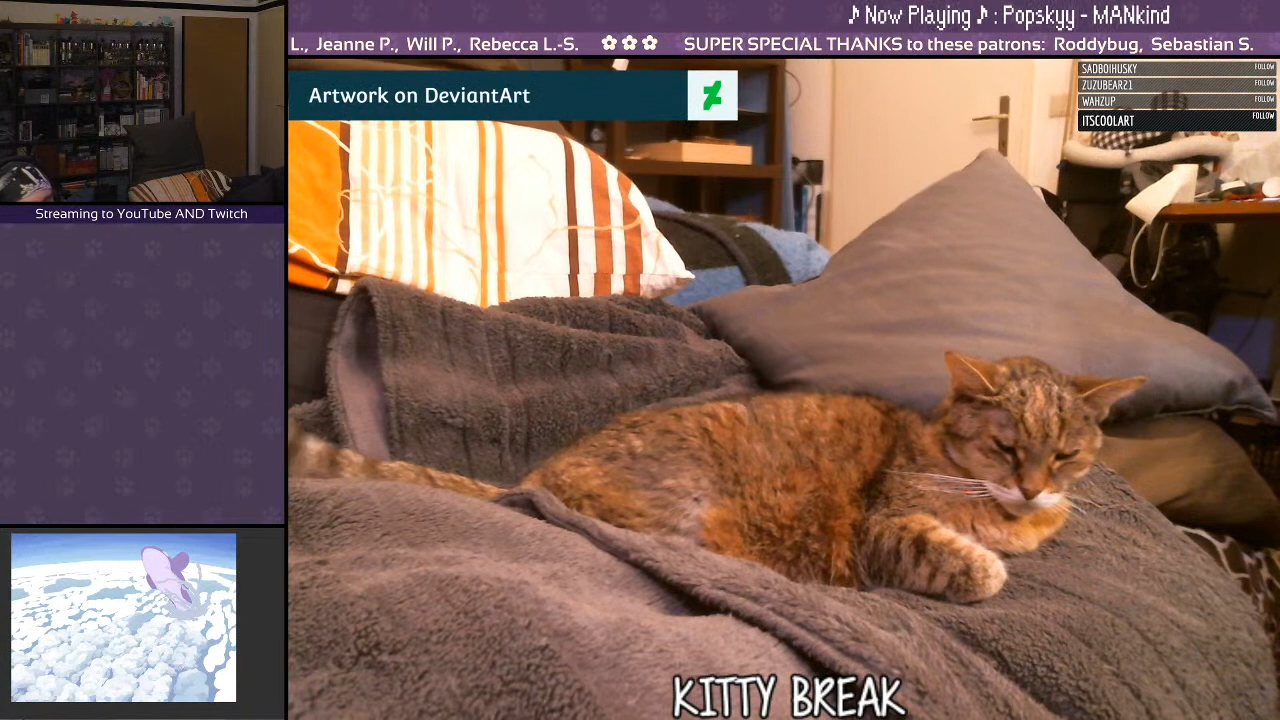 ♪ Now Playing ♪ : Popskyy - MANkind
L., Jeanne P., Will P., Rebecca L.-S. ✿ ✿ ✿ SUPER SPECIAL THANKS to these patrons: Roddybug, Sebastian S.
Artwork on DeviantArt
SADBOIHUSKY FOLLOW
ZUZUBEAR21 FOLLOW
WAHZUP FOLLOW
ITSCOOLART FOLLOW
Streaming to YouTube AND Twitch
KITTY BREAK